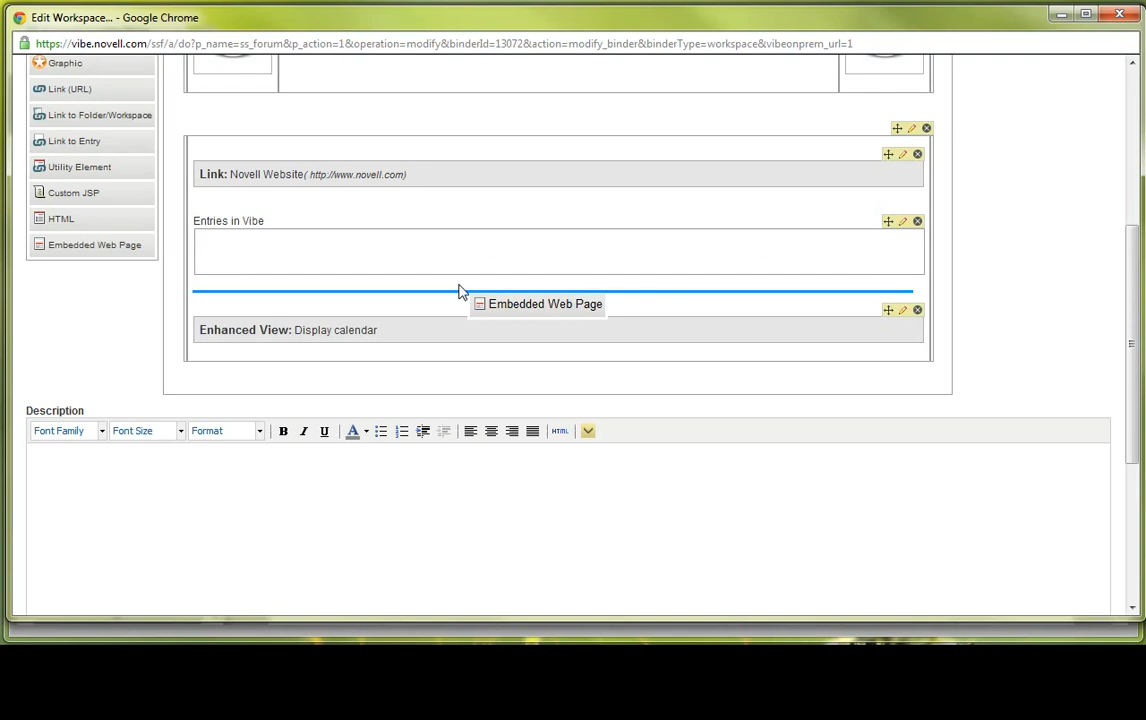 Edit Workspace... - Google Chrome
https://vibe.novell.com/ssf/a/do?p_name=ss_forum&p_action=1&operation=modify&binderId=13072&action=modify_binder&binderType=workspace&vibeonprem_url=1
Graphic
Link (URL)
Link to Folder/Workspace
Link to Entry
Utility Element
Custom JSP
HTML
Embedded Web Page
Link: Novell Website( http://www.novell.com)
Entries in Vibe
Embedded Web Page
Enhanced View: Display calendar
Description
Font Family
Font Size
Format
B I U A HTML